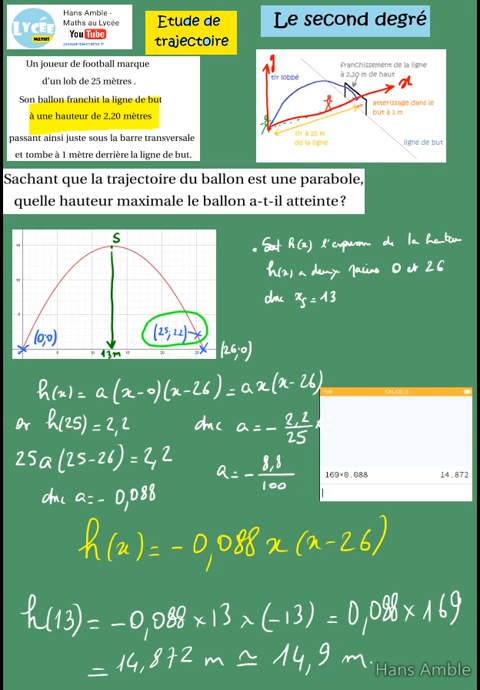 LYCÉE
MATHS
Hans Amble -
Maths au Lycée
YouTube
Etude de
trajectoire
Le second degré
Un joueur de football marque
d'un lob de 25 mètres .
Son ballon franchit la ligne de but
à une hauteur de 2,20 mètres
passant ainsi juste sous la barre transversale
et tombe à 1 mètre derrière la ligne de but.
franchissement de la ligne
à 2,20 m de haut
tir lobbé
x
attérissage dans le
but à 1 m
tir à 25 m
de la ligne
ligne de but
Sachant que la trajectoire du ballon est une parabole,
quelle hauteur maximale le ballon a-t-il atteinte?
S
(0;0)
(25;2,2)
13m
(26;0)
. Soit h(x) l'expression de la hauteur
h(x) a deux racines 0 et 26
donc xs = 13
h(x) = a(x-0)(x-26) = ax(x-26)
or h(25) = 2,2
donc a = - 2,2/25
25a(25-26) = 2,2
a = - 8,8/100
donc a = - 0,088
169*0.088 14.872
h(x) = -0,088 x (x-26)
h(13) = -0,088 × 13 × (-13) = 0,088 × 169
= 14,872 m ≃ 14,9 m.
Hans Amble